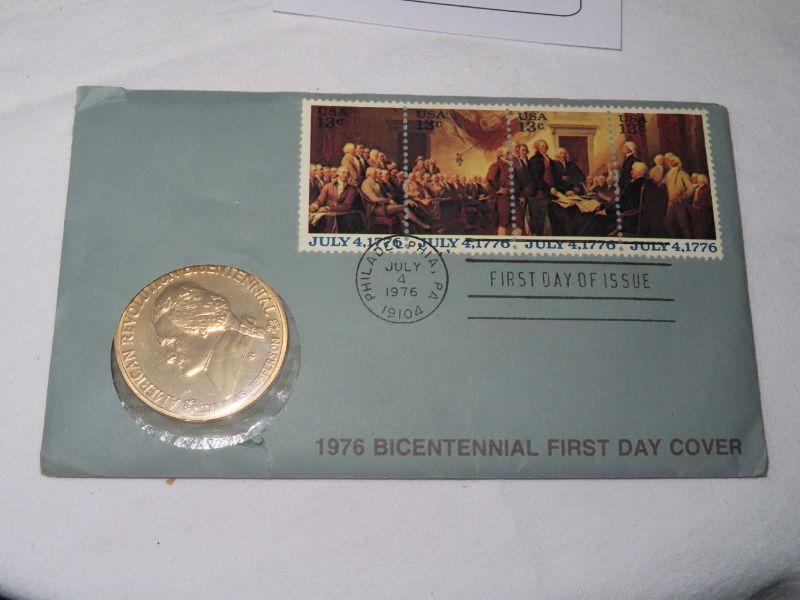 USA 13c
USA 13c
USA 13c
USA 13c
JULY 4,1776
JULY 4,1776
JULY 4,1776
JULY 4,1776
PHILADELPHIA, PA
JULY
4
1976
19104
FIRST DAY OF ISSUE
AMERICAN REVOLUTION BICENTENNIAL
THOMAS JEFFERSON
1976 BICENTENNIAL FIRST DAY COVER